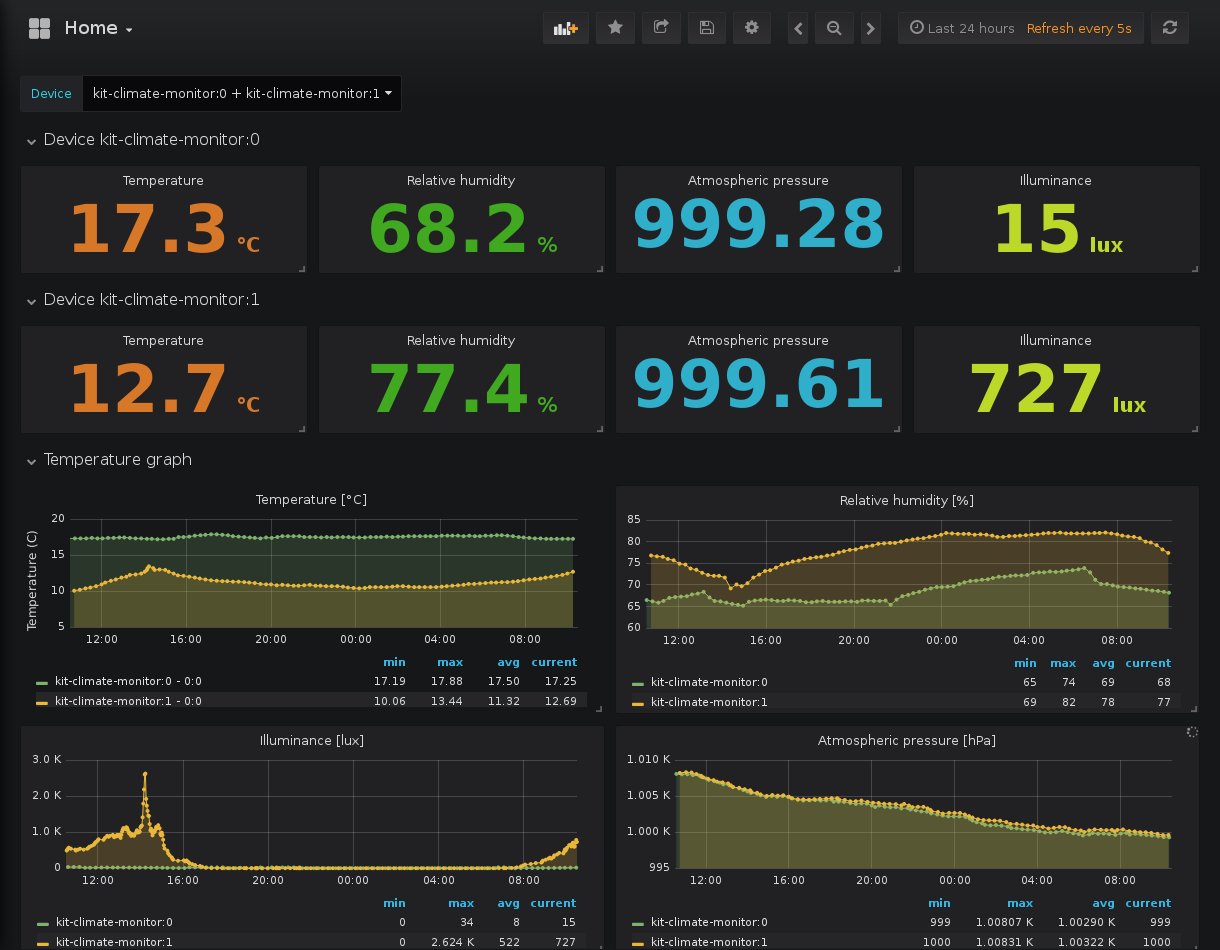 Home
Last 24 hours Refresh every 5s
Device kit-climate-monitor:0 + kit-climate-monitor:1
Device kit-climate-monitor:0
Temperature Relative humidity Atmospheric pressure Illuminance
17.3 °C 68.2 % 999.28 15 lux
Device kit-climate-monitor:1
Temperature Relative humidity Atmospheric pressure Illuminance
12.7 °C 77.4 % 999.61 727 lux
Temperature graph
Temperature [°C]
Temperature (C)
20
15
10
5
12:00 16:00 20:00 00:00 04:00 08:00
min max avg current
kit-climate-monitor:0 - 0:0 17.19 17.88 17.50 17.25
kit-climate-monitor:1 - 0:0 10.06 13.44 11.32 12.69
Relative humidity [%]
85
80
75
70
65
60
12:00 16:00 20:00 00:00 04:00 08:00
min max avg current
kit-climate-monitor:0 65 74 69 68
kit-climate-monitor:1 69 82 78 77
Illuminance [lux]
3.0 K
2.0 K
1.0 K
0
12:00 16:00 20:00 00:00 04:00 08:00
min max avg current
kit-climate-monitor:0 0 34 8 15
kit-climate-monitor:1 0 2.624 K 522 727
Atmospheric pressure [hPa]
1.010 K
1.005 K
1.000 K
995
12:00 16:00 20:00 00:00 04:00 08:00
min max avg current
kit-climate-monitor:0 999 1.00807 K 1.00290 K 999
kit-climate-monitor:1 1000 1.00831 K 1.00322 K 1000